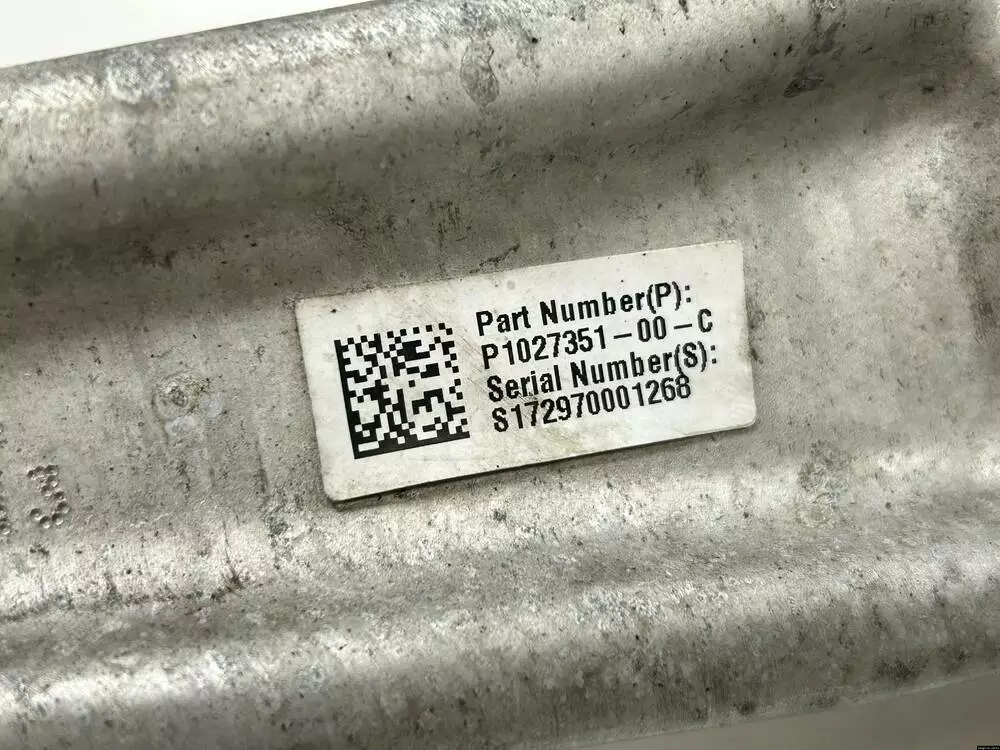 Part Number(P):
P1027351-00-C
Serial Number(S):
S172970001268